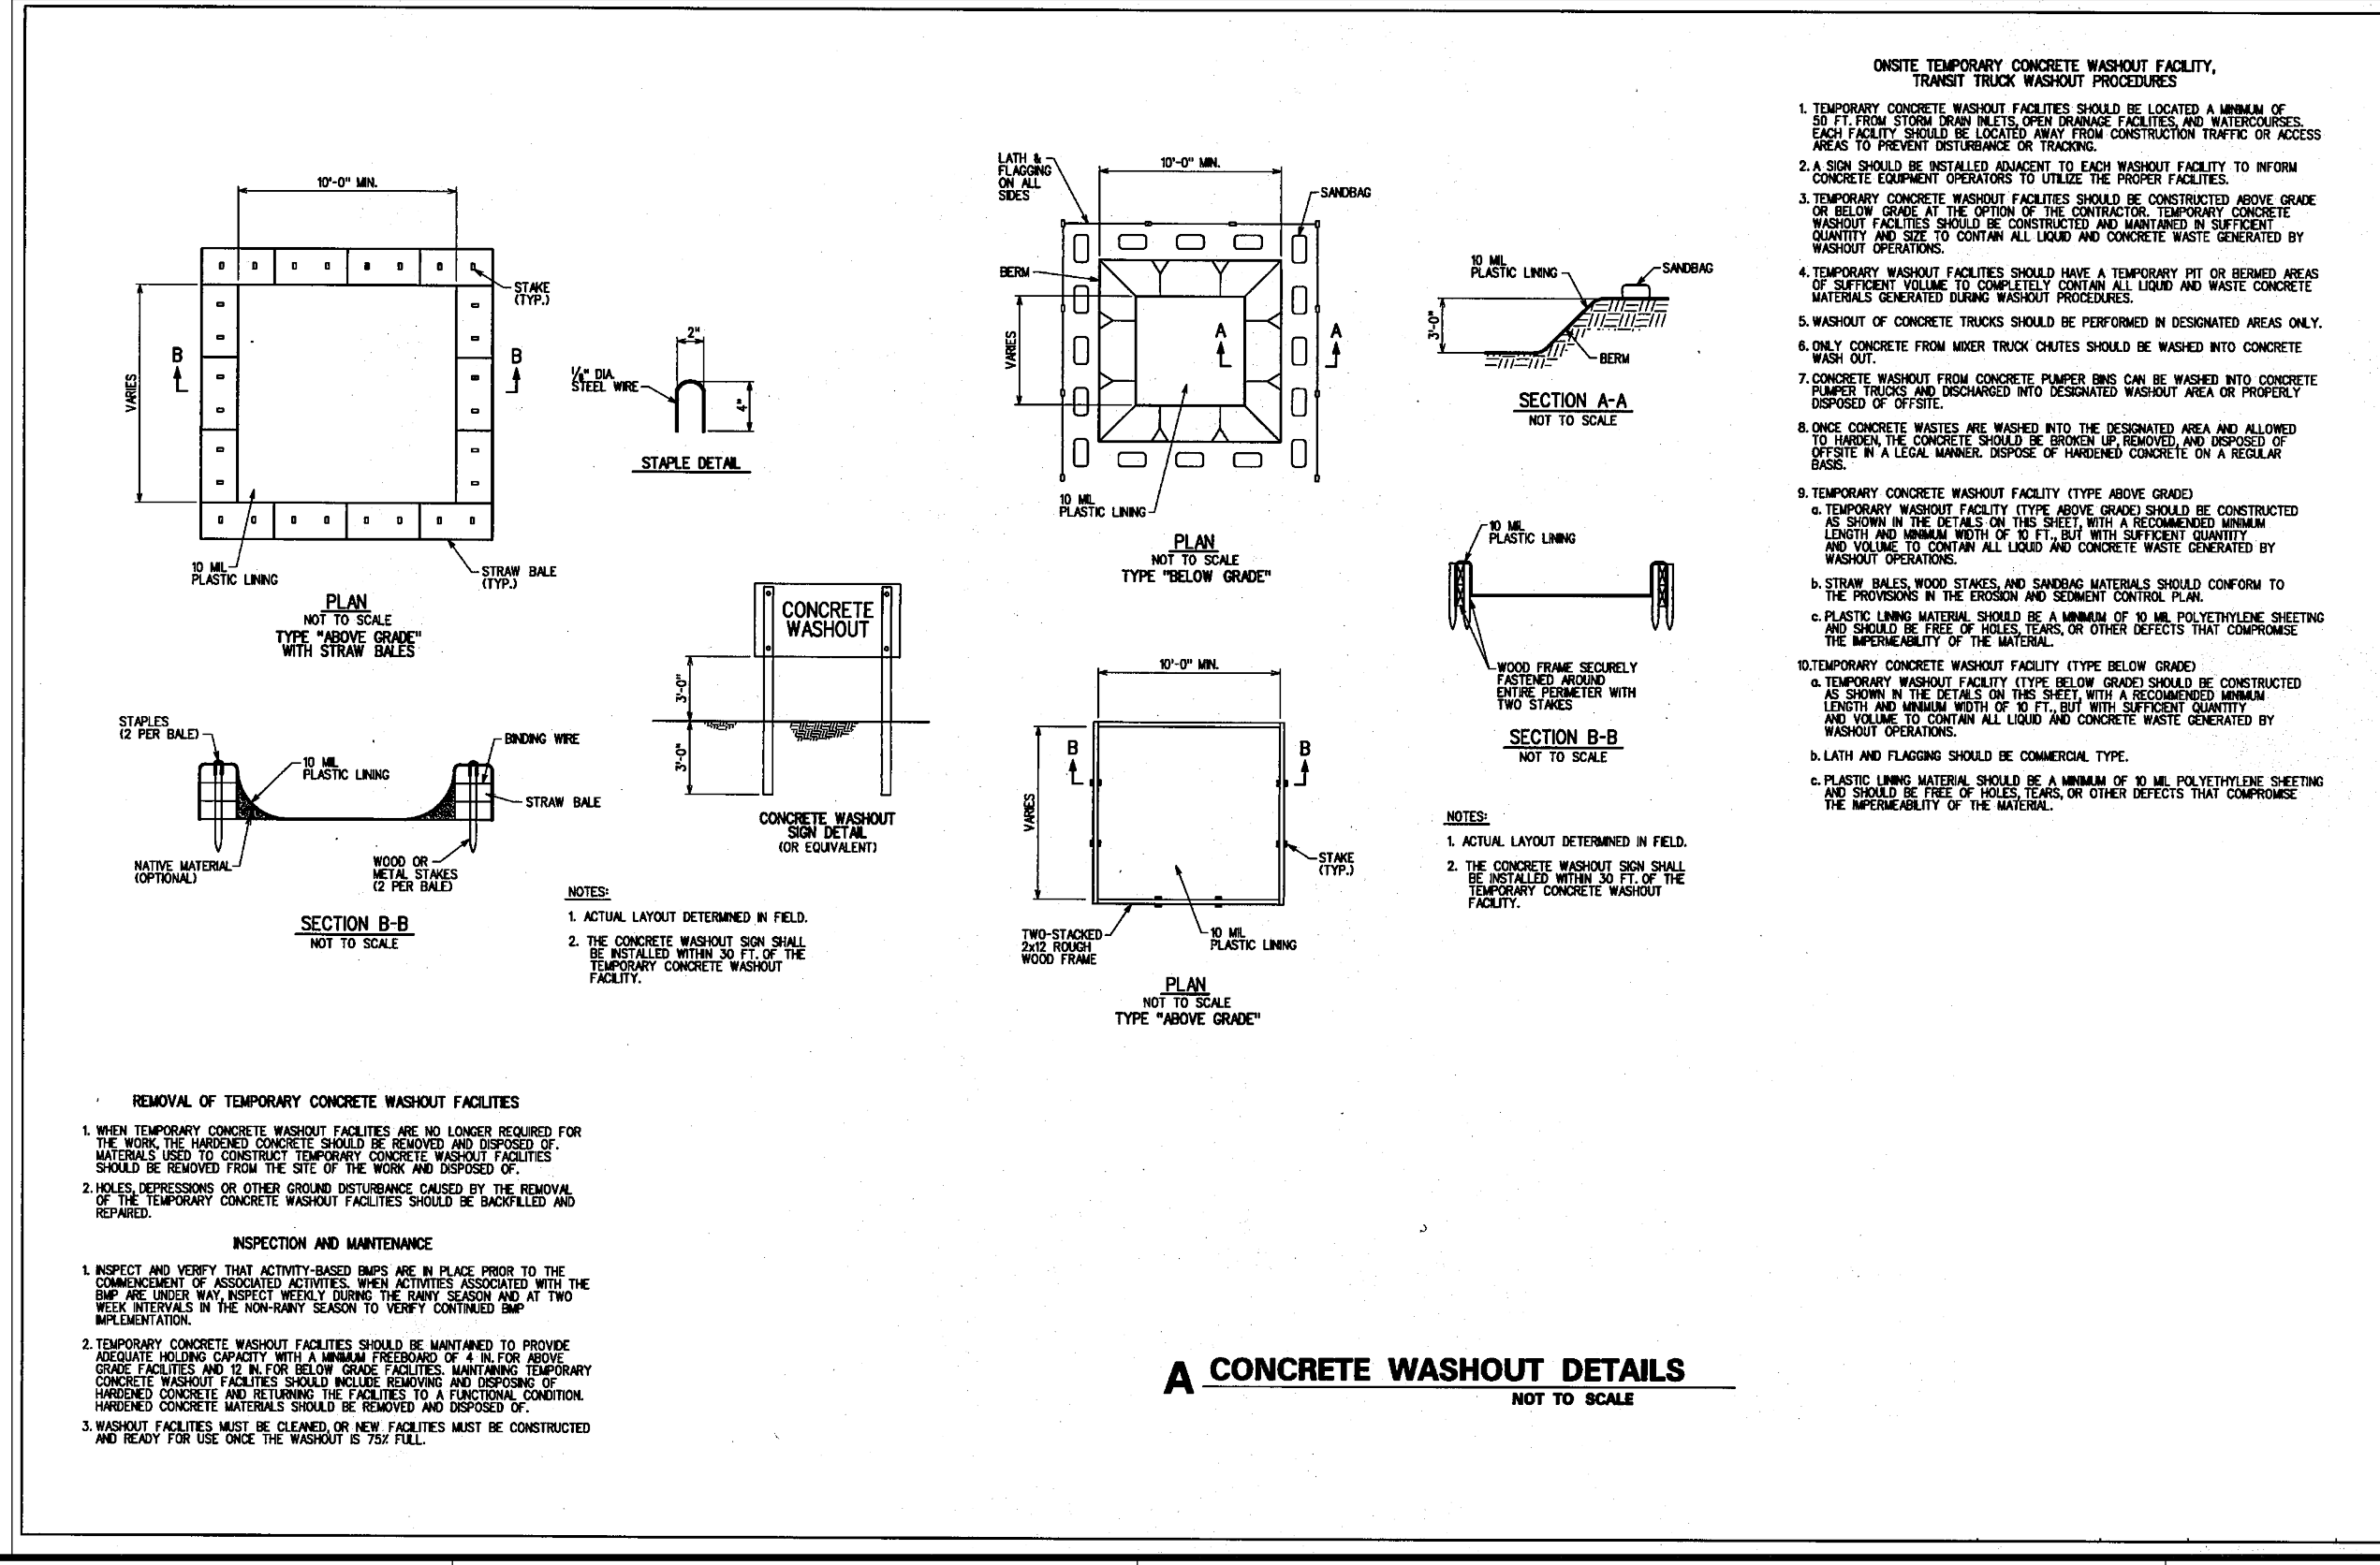 10'-0" MIN.
STAKE
(TYP.)
B
B
VARIES
10 MIL
PLASTIC LINING
STRAW BALE
(TYP.)
PLAN
NOT TO SCALE
TYPE "ABOVE GRADE"
WITH STRAW BALES
2"
1/8" DIA.
STEEL WIRE
4"
STAPLE DETAIL
STAPLES
(2 PER BALE)
BINDING WIRE
10 MIL
PLASTIC LINING
STRAW BALE
NATIVE MATERIAL
(OPTIONAL)
WOOD OR
METAL STAKES
(2 PER BALE)
SECTION B-B
NOT TO SCALE
CONCRETE
WASHOUT
3'-0"
3'-0"
CONCRETE WASHOUT
SIGN DETAIL
(OR EQUIVALENT)
NOTES:
1. ACTUAL LAYOUT DETERMINED IN FIELD.
2. THE CONCRETE WASHOUT SIGN SHALL
BE INSTALLED WITHIN 30 FT. OF THE
TEMPORARY CONCRETE WASHOUT
FACILITY.
LATH &
FLAGGING
ON ALL
SIDES
10'-0" MIN.
SANDBAG
BERM
VARIES
A
A
10 MIL
PLASTIC LINING
PLAN
NOT TO SCALE
TYPE "BELOW GRADE"
10 MIL
PLASTIC LINING
SANDBAG
3'-0"
BERM
SECTION A-A
NOT TO SCALE
10 MIL
PLASTIC LINING
WOOD FRAME SECURELY
FASTENED AROUND
ENTIRE PERIMETER WITH
TWO STAKES
SECTION B-B
NOT TO SCALE
10'-0" MIN.
B
B
VARIES
STAKE
(TYP.)
TWO-STACKED
2x12 ROUGH
WOOD FRAME
10 MIL
PLASTIC LINING
PLAN
NOT TO SCALE
TYPE "ABOVE GRADE"
NOTES:
1. ACTUAL LAYOUT DETERMINED IN FIELD.
2. THE CONCRETE WASHOUT SIGN SHALL
BE INSTALLED WITHIN 30 FT. OF THE
TEMPORARY CONCRETE WASHOUT
FACILITY.
ONSITE TEMPORARY CONCRETE WASHOUT FACILITY,
TRANSIT TRUCK WASHOUT PROCEDURES
1. TEMPORARY CONCRETE WASHOUT FACILITIES SHOULD BE LOCATED A MINIMUM OF
50 FT. FROM STORM DRAIN INLETS, OPEN DRAINAGE FACILITIES, AND WATERCOURSES.
EACH FACILITY SHOULD BE LOCATED AWAY FROM CONSTRUCTION TRAFFIC OR ACCESS
AREAS TO PREVENT DISTURBANCE OR TRACKING.
2. A SIGN SHOULD BE INSTALLED ADJACENT TO EACH WASHOUT FACILITY TO INFORM
CONCRETE EQUIPMENT OPERATORS TO UTILIZE THE PROPER FACILITIES.
3. TEMPORARY CONCRETE WASHOUT FACILITIES SHOULD BE CONSTRUCTED ABOVE GRADE
OR BELOW GRADE AT THE OPTION OF THE CONTRACTOR. TEMPORARY CONCRETE
WASHOUT FACILITIES SHOULD BE CONSTRUCTED AND MAINTAINED IN SUFFICIENT
QUANTITY AND SIZE TO CONTAIN ALL LIQUID AND CONCRETE WASTE GENERATED BY
WASHOUT OPERATIONS.
4. TEMPORARY WASHOUT FACILITIES SHOULD HAVE A TEMPORARY PIT OR BERMED AREAS
OF SUFFICIENT VOLUME TO COMPLETELY CONTAIN ALL LIQUID AND WASTE CONCRETE
MATERIALS GENERATED DURING WASHOUT PROCEDURES.
5. WASHOUT OF CONCRETE TRUCKS SHOULD BE PERFORMED IN DESIGNATED AREAS ONLY.
6. ONLY CONCRETE FROM MIXER TRUCK CHUTES SHOULD BE WASHED INTO CONCRETE
WASH OUT.
7. CONCRETE WASHOUT FROM CONCRETE PUMPER BINS CAN BE WASHED INTO CONCRETE
PUMPER TRUCKS AND DISCHARGED INTO DESIGNATED WASHOUT AREA OR PROPERLY
DISPOSED OF OFFSITE.
8. ONCE CONCRETE WASTES ARE WASHED INTO THE DESIGNATED AREA AND ALLOWED
TO HARDEN, THE CONCRETE SHOULD BE BROKEN UP, REMOVED, AND DISPOSED OF
OFFSITE IN A LEGAL MANNER. DISPOSE OF HARDENED CONCRETE ON A REGULAR
BASIS.
9. TEMPORARY CONCRETE WASHOUT FACILITY (TYPE ABOVE GRADE)
a. TEMPORARY WASHOUT FACILITY (TYPE ABOVE GRADE) SHOULD BE CONSTRUCTED
AS SHOWN IN THE DETAILS ON THIS SHEET, WITH A RECOMMENDED MINIMUM
LENGTH AND MINIMUM WIDTH OF 10 FT., BUT WITH SUFFICIENT QUANTITY
AND VOLUME TO CONTAIN ALL LIQUID AND CONCRETE WASTE GENERATED BY
WASHOUT OPERATIONS.
b. STRAW BALES, WOOD STAKES, AND SANDBAG MATERIALS SHOULD CONFORM TO
THE PROVISIONS IN THE EROSION AND SEDIMENT CONTROL PLAN.
c. PLASTIC LINING MATERIAL SHOULD BE A MINIMUM OF 10 MIL POLYETHYLENE SHEETING
AND SHOULD BE FREE OF HOLES, TEARS, OR OTHER DEFECTS THAT COMPROMISE
THE IMPERMEABILITY OF THE MATERIAL.
10.TEMPORARY CONCRETE WASHOUT FACILITY (TYPE BELOW GRADE)
a. TEMPORARY WASHOUT FACILITY (TYPE BELOW GRADE) SHOULD BE CONSTRUCTED
AS SHOWN IN THE DETAILS ON THIS SHEET, WITH A RECOMMENDED MINIMUM
LENGTH AND MINIMUM WIDTH OF 10 FT., BUT WITH SUFFICIENT QUANTITY
AND VOLUME TO CONTAIN ALL LIQUID AND CONCRETE WASTE GENERATED BY
WASHOUT OPERATIONS.
b. LATH AND FLAGGING SHOULD BE COMMERCIAL TYPE.
c. PLASTIC LINING MATERIAL SHOULD BE A MINIMUM OF 10 MIL POLYETHYLENE SHEETING
AND SHOULD BE FREE OF HOLES, TEARS, OR OTHER DEFECTS THAT COMPROMISE
THE IMPERMEABILITY OF THE MATERIAL.
REMOVAL OF TEMPORARY CONCRETE WASHOUT FACILITIES
1. WHEN TEMPORARY CONCRETE WASHOUT FACILITIES ARE NO LONGER REQUIRED FOR
THE WORK, THE HARDENED CONCRETE SHOULD BE REMOVED AND DISPOSED OF.
MATERIALS USED TO CONSTRUCT TEMPORARY CONCRETE WASHOUT FACILITIES
SHOULD BE REMOVED FROM THE SITE OF THE WORK AND DISPOSED OF.
2. HOLES, DEPRESSIONS OR OTHER GROUND DISTURBANCE CAUSED BY THE REMOVAL
OF THE TEMPORARY CONCRETE WASHOUT FACILITIES SHOULD BE BACKFILLED AND
REPAIRED.
INSPECTION AND MAINTENANCE
1. INSPECT AND VERIFY THAT ACTIVITY-BASED BMPS ARE IN PLACE PRIOR TO THE
COMMENCEMENT OF ASSOCIATED ACTIVITIES. WHEN ACTIVITIES ASSOCIATED WITH THE
BMP ARE UNDER WAY, INSPECT WEEKLY DURING THE RAINY SEASON AND AT TWO
WEEK INTERVALS IN THE NON-RAINY SEASON TO VERIFY CONTINUED BMP
IMPLEMENTATION.
2. TEMPORARY CONCRETE WASHOUT FACILITIES SHOULD BE MAINTAINED TO PROVIDE
ADEQUATE HOLDING CAPACITY WITH A MINIMUM FREEBOARD OF 4 IN. FOR ABOVE
GRADE FACILITIES AND 12 IN. FOR BELOW GRADE FACILITIES. MAINTAINING TEMPORARY
CONCRETE WASHOUT FACILITIES SHOULD INCLUDE REMOVING AND DISPOSING OF
HARDENED CONCRETE AND RETURNING THE FACILITIES TO A FUNCTIONAL CONDITION.
HARDENED CONCRETE MATERIALS SHOULD BE REMOVED AND DISPOSED OF.
3. WASHOUT FACILITIES MUST BE CLEANED, OR NEW FACILITIES MUST BE CONSTRUCTED
AND READY FOR USE ONCE THE WASHOUT IS 75% FULL.
A CONCRETE WASHOUT DETAILS
NOT TO SCALE